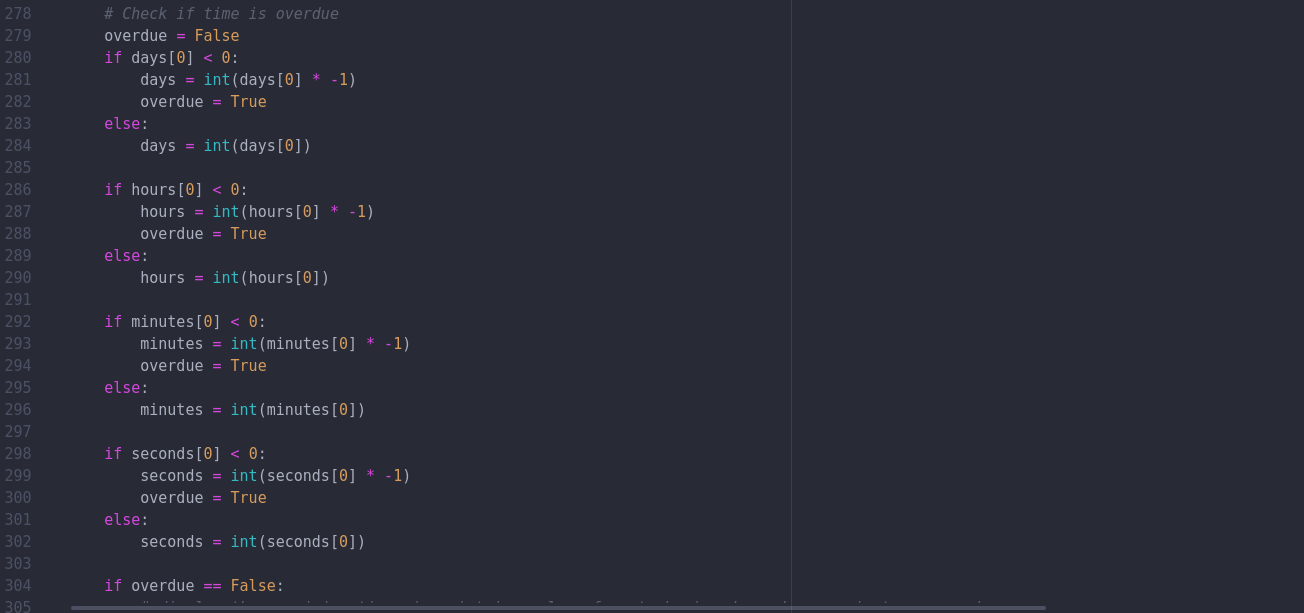 278 # Check if time is overdue
279 overdue = False
280 if days[0] < 0:
281 days = int(days[0] * -1)
282 overdue = True
283 else:
284 days = int(days[0])
285
286 if hours[0] < 0:
287 hours = int(hours[0] * -1)
288 overdue = True
289 else:
290 hours = int(hours[0])
291
292 if minutes[0] < 0:
293 minutes = int(minutes[0] * -1)
294 overdue = True
295 else:
296 minutes = int(minutes[0])
297
298 if seconds[0] < 0:
299 seconds = int(seconds[0] * -1)
300 overdue = True
301 else:
302 seconds = int(seconds[0])
303
304 if overdue == False:
305